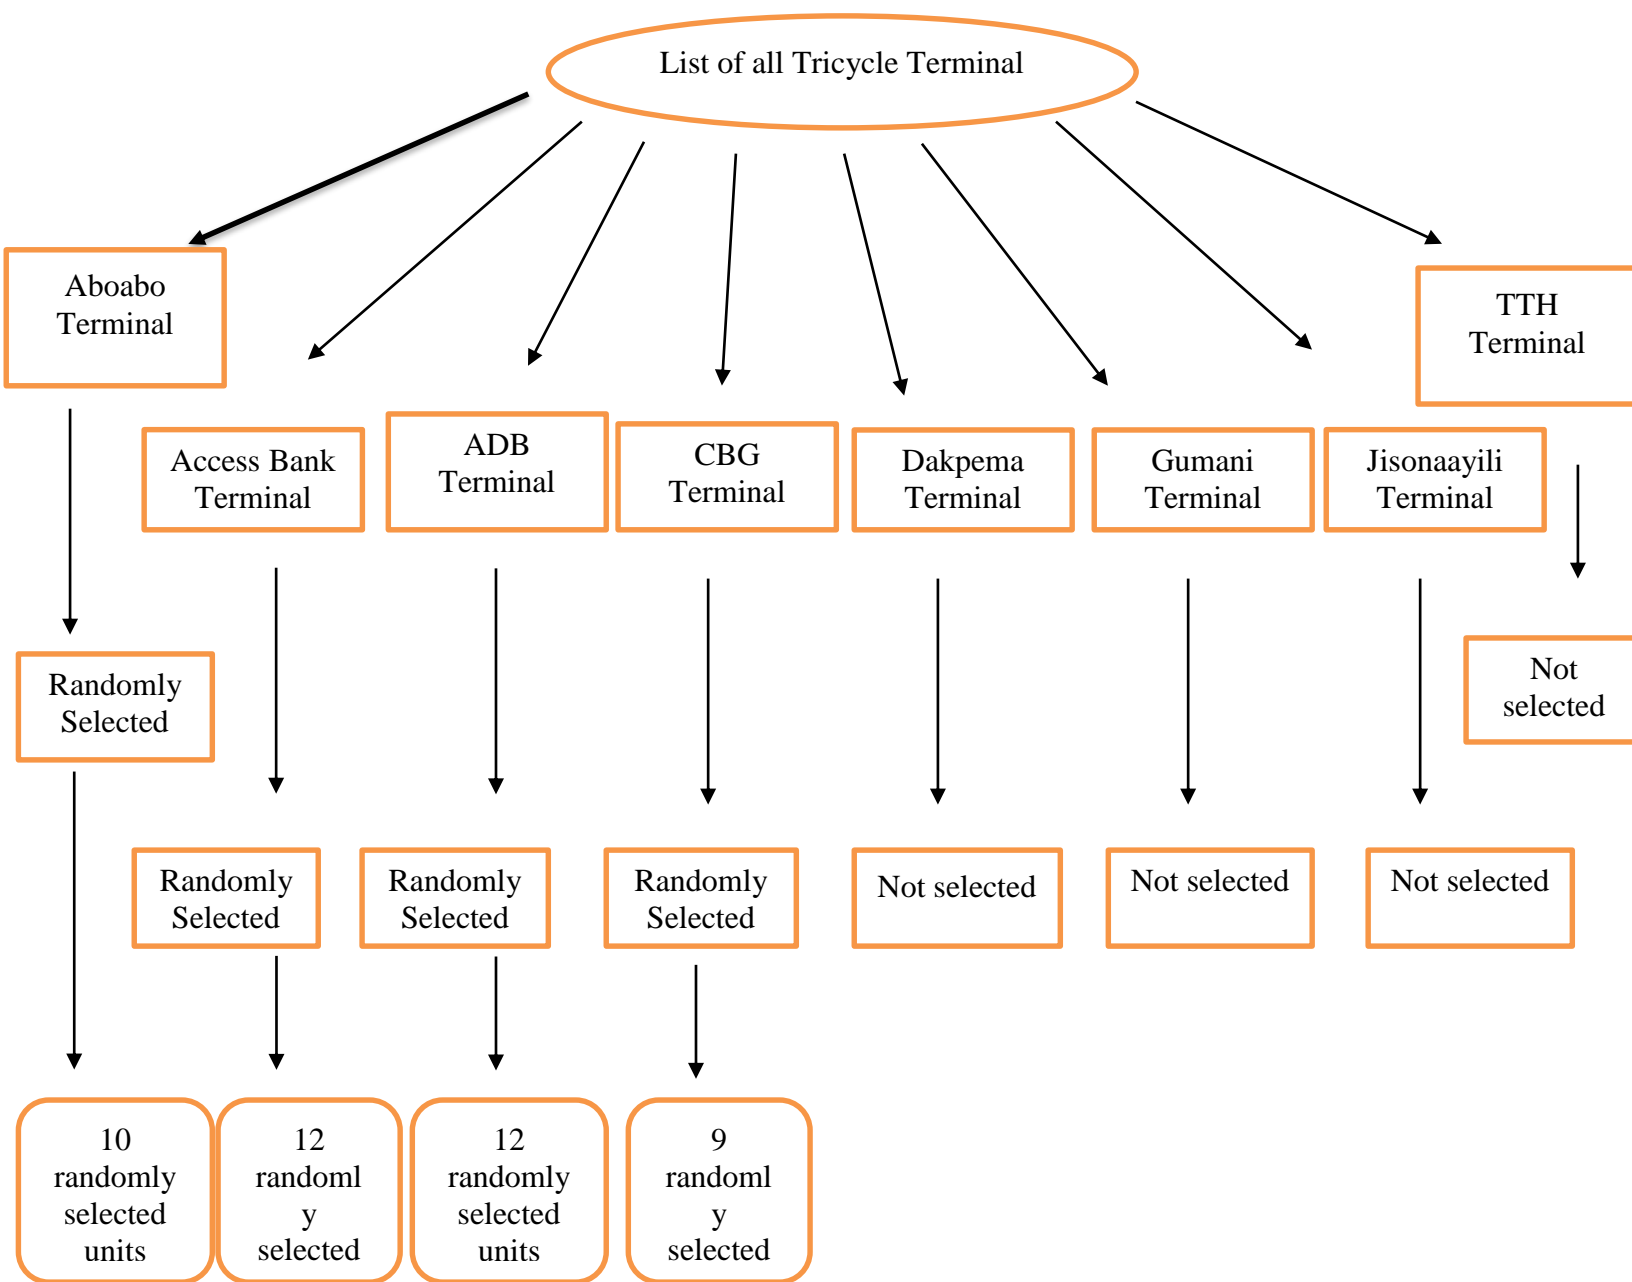 List of all Tricycle Terminal
Aboabo
Terminal
TTH
Terminal
Access Bank
Terminal
ADB
Terminal
CBG
Terminal
Dakpema
Terminal
Gumani
Terminal
Jisonaayili
Terminal
Randomly
Selected
Not
selected
Randomly
Selected
Randomly
Selected
Randomly
Selected
Not selected
Not selected
Not selected
10
randomly
selected
units
12
randoml
y
selected
12
randomly
selected
units
9
randoml
y
selected